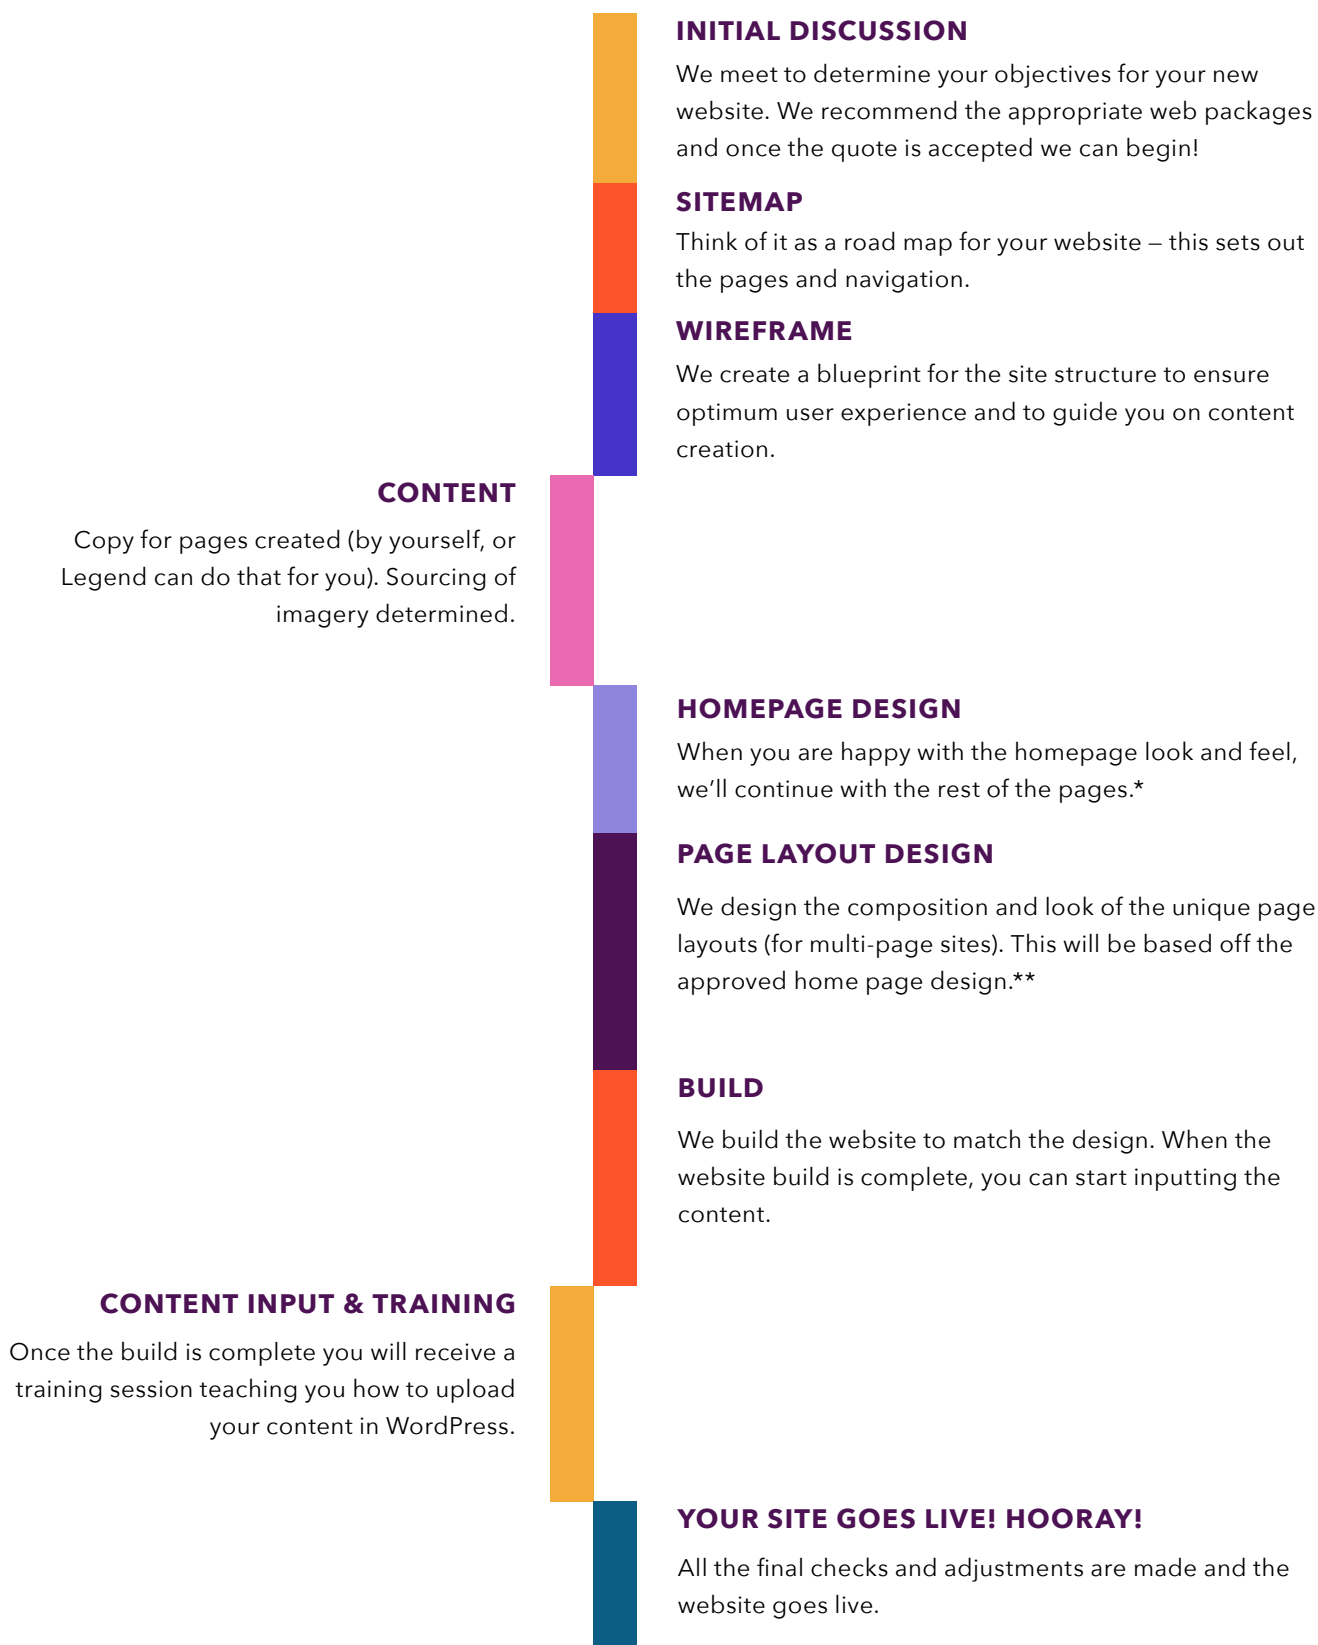 INITIAL DISCUSSION
We meet to determine your objectives for your new
website. We recommend the appropriate web packages
and once the quote is accepted we can begin!
SITEMAP
Think of it as a road map for your website – this sets out
the pages and navigation.
WIREFRAME
We create a blueprint for the site structure to ensure
optimum user experience and to guide you on content
creation.
CONTENT
Copy for pages created (by yourself, or
Legend can do that for you). Sourcing of
imagery determined.
HOMEPAGE DESIGN
When you are happy with the homepage look and feel,
we’ll continue with the rest of the pages.*
PAGE LAYOUT DESIGN
We design the composition and look of the unique page
layouts (for multi-page sites). This will be based off the
approved home page design.**
BUILD
We build the website to match the design. When the
website build is complete, you can start inputting the
content.
CONTENT INPUT & TRAINING
Once the build is complete you will receive a
training session teaching you how to upload
your content in WordPress.
YOUR SITE GOES LIVE! HOORAY!
All the final checks and adjustments are made and the
website goes live.